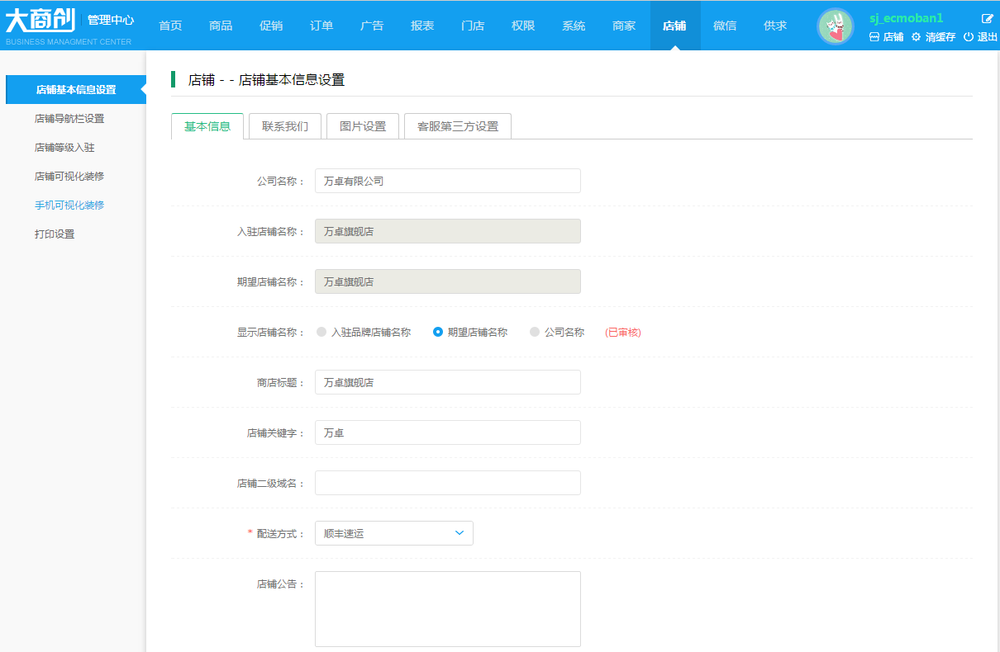 大商创 管理中心
BUSINESS MANAGMENT CENTER
首页 商品 促销 订单 广告 报表 门店 权限 系统 商家 店铺 微信 供求
sj_ecmoban1
店铺 清缓存 退出
店铺基本信息设置
店铺导航栏设置
店铺等级入驻
店铺可视化装修
手机可视化装修
打印设置
店铺 - - 店铺基本信息设置
基本信息 联系我们 图片设置 客服第三方设置
公司名称： 万卓有限公司
入驻店铺名称： 万卓旗舰店
期望店铺名称： 万卓旗舰店
显示店铺名称： 入驻品牌店铺名称 期望店铺名称 公司名称 (已审核)
商店标题： 万卓旗舰店
店铺关键字： 万卓
店铺二级域名：
* 配送方式： 顺丰速运
店铺公告：